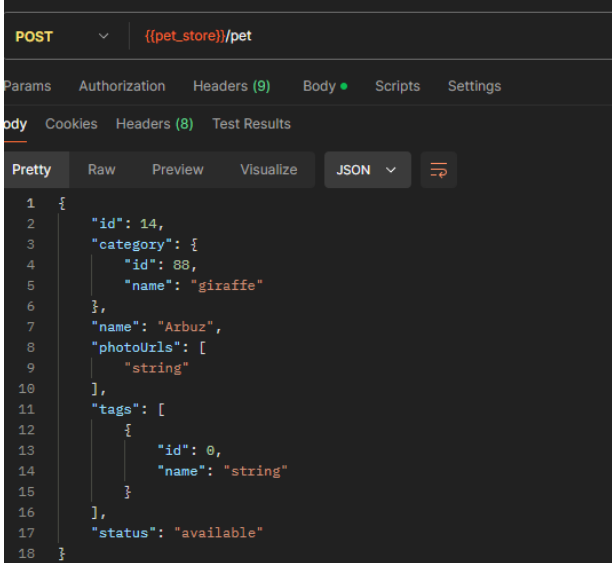 POST {{pet_store}}/pet
Params Authorization Headers (9) Body Scripts Settings
ody Cookies Headers (8) Test Results
Pretty Raw Preview Visualize JSON
1 {
2 "id": 14,
3 "category": {
4 "id": 88,
5 "name": "giraffe"
6 },
7 "name": "Arbuz",
8 "photoUrls": [
9 "string"
10 ],
11 "tags": [
12 {
13 "id": 0,
14 "name": "string"
15 }
16 ],
17 "status": "available"
18 }